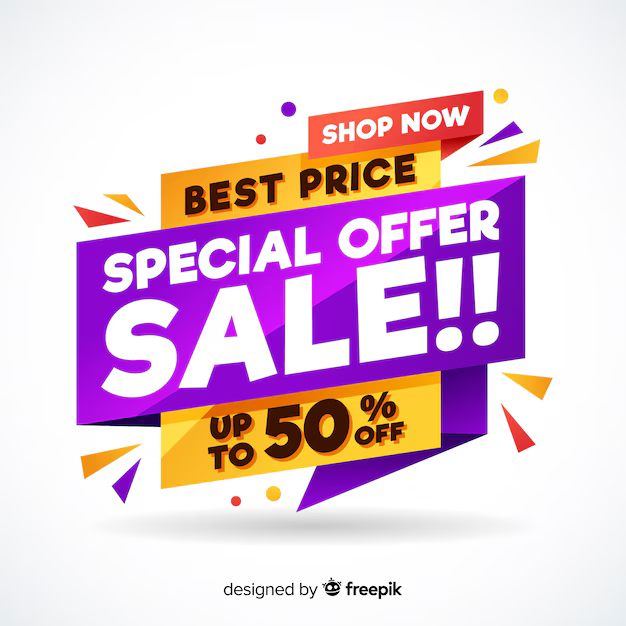 SHOP NOW
BEST PRICE
SPECIAL OFFER
SALE!!
UP TO 50% OFF
designed by freepik